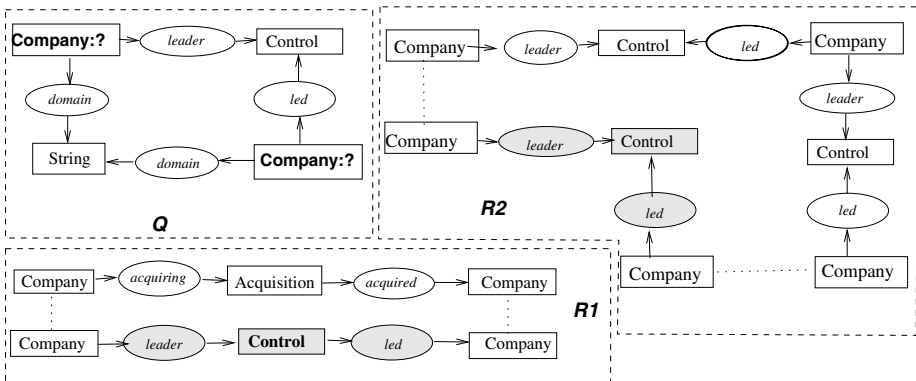 Company:?
leader
Control
domain
led
String
domain
Company:?
Q
Company
leader
Control
led
Company
leader
Company
leader
Control
Control
led
led
Company
Company
R2
Company
acquiring
Acquisition
acquired
Company
R1
Company
leader
Control
led
Company